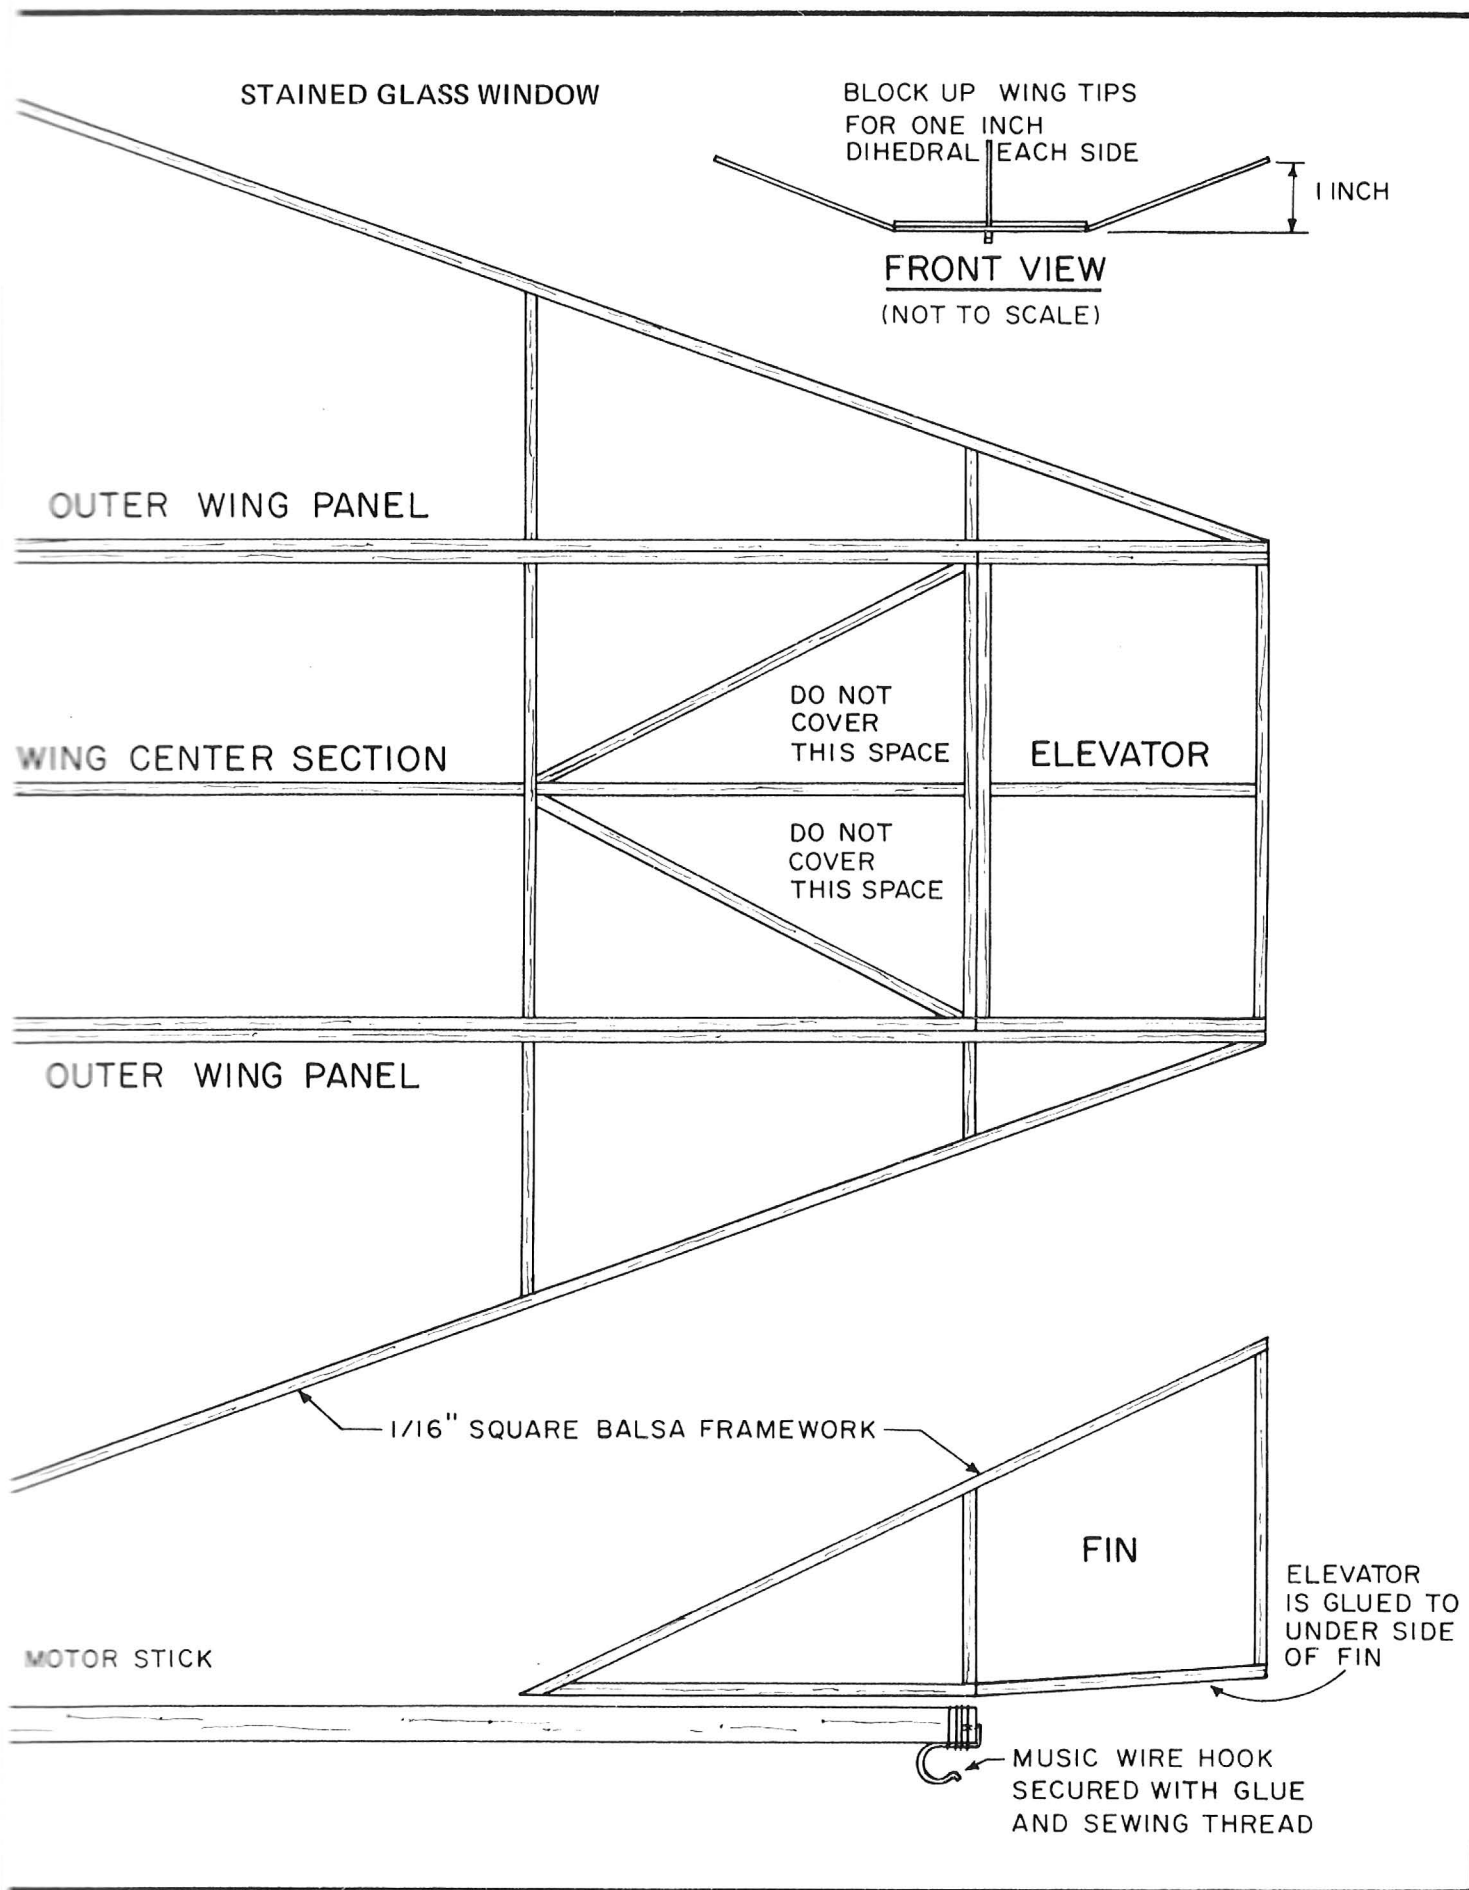 STAINED GLASS WINDOW
BLOCK UP WING TIPS
FOR ONE INCH
DIHEDRAL EACH SIDE
1 INCH
FRONT VIEW
(NOT TO SCALE)
OUTER WING PANEL
DO NOT
COVER
THIS SPACE
WING CENTER SECTION
ELEVATOR
DO NOT
COVER
THIS SPACE
OUTER WING PANEL
1/16" SQUARE BALSA FRAMEWORK
FIN
ELEVATOR
IS GLUED TO
UNDER SIDE
OF FIN
MOTOR STICK
MUSIC WIRE HOOK
SECURED WITH GLUE
AND SEWING THREAD